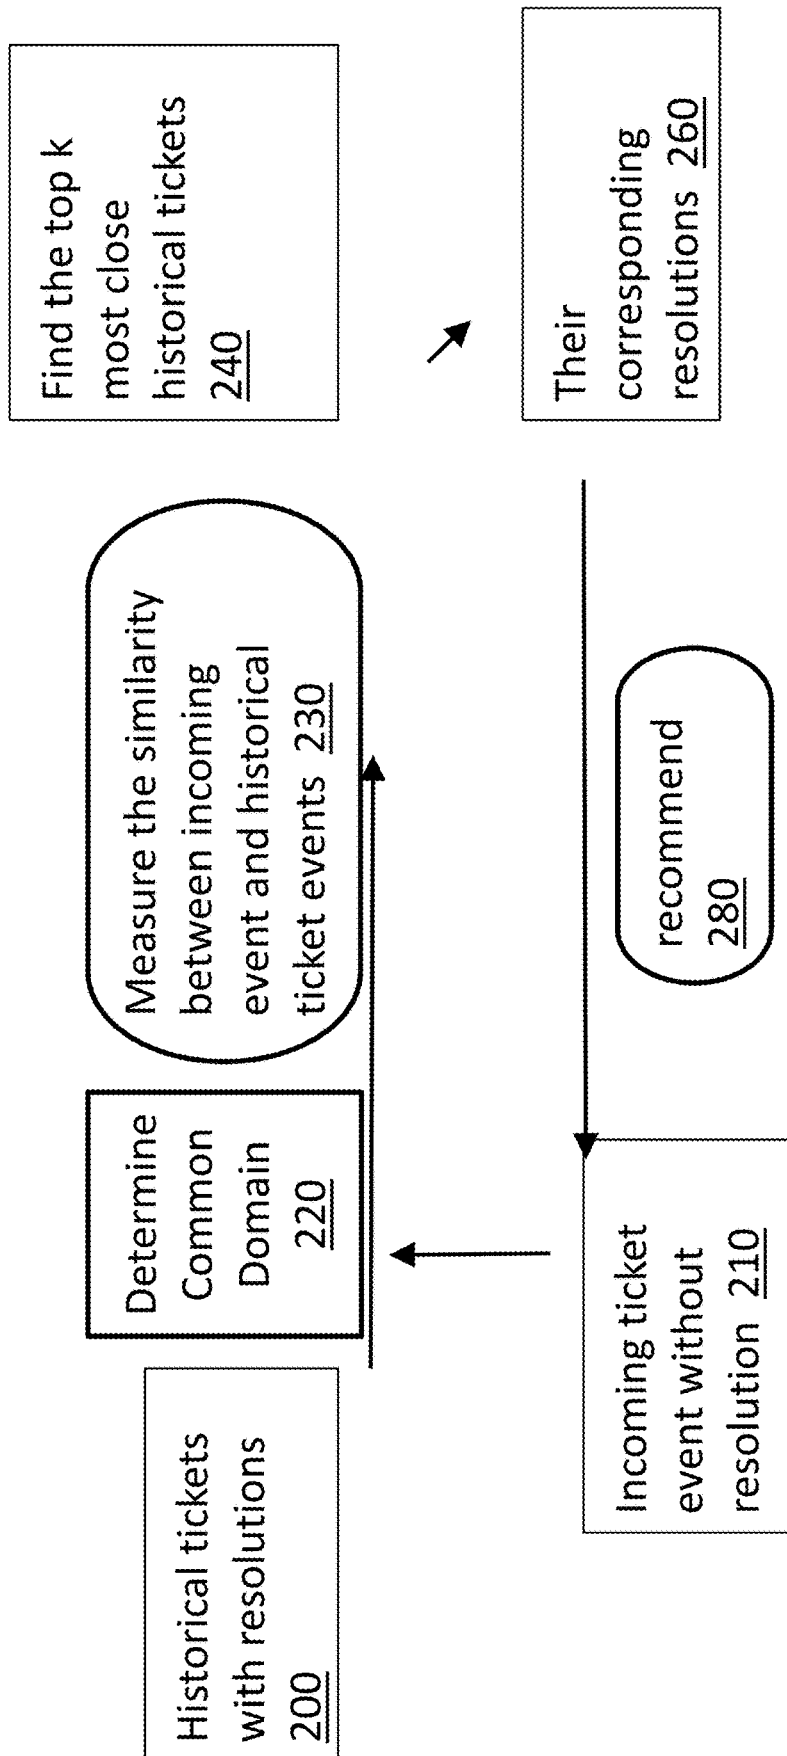 Historical tickets
with resolutions
200
Determine
Common
Domain
220
Measure the similarity
between incoming
event and historical
ticket events 230
Find the top k
most close
historical tickets
240
Incoming ticket
event without
resolution 210
recommend
280
Their
corresponding
resolutions 260